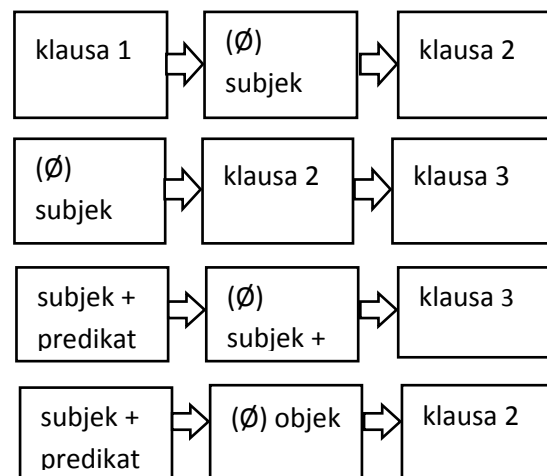 klausa 1
(Ø)
subjek
klausa 2
(Ø)
subjek
klausa 2
klausa 3
subjek +
predikat
(Ø)
subjek +
klausa 3
subjek +
predikat
(Ø) objek
klausa 2